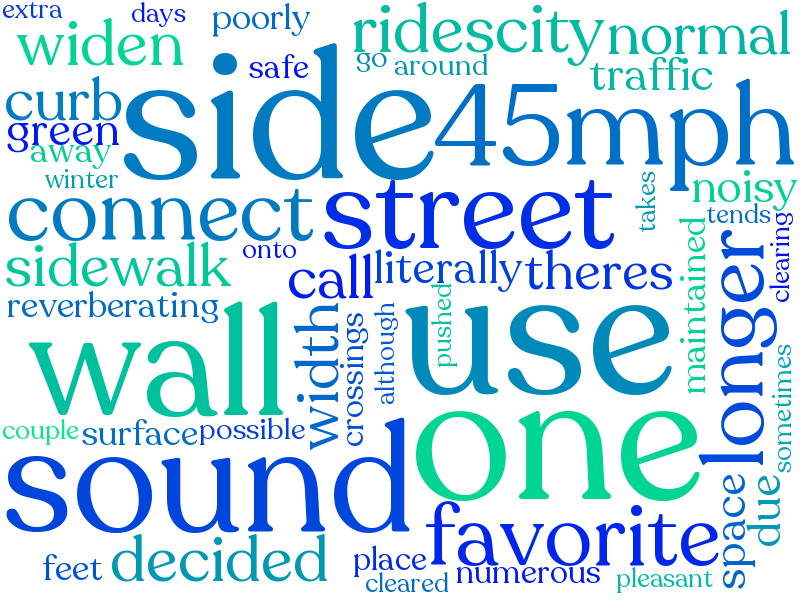 extra
days
poorly
ridescity
normal
widen
safe
go
around
traffic
curb
side
45mph
green
away
winter
takes
noisy
connect
street
tends
onto
sidewalk
call
literally
theres
maintained
clearing
longer
reverberating
pushed
wall
width
crossings
although
use
sometimes
couple
surface
possible
one
sound
favorite
space
due
feet
decided
place
cleared
numerous
pleasant